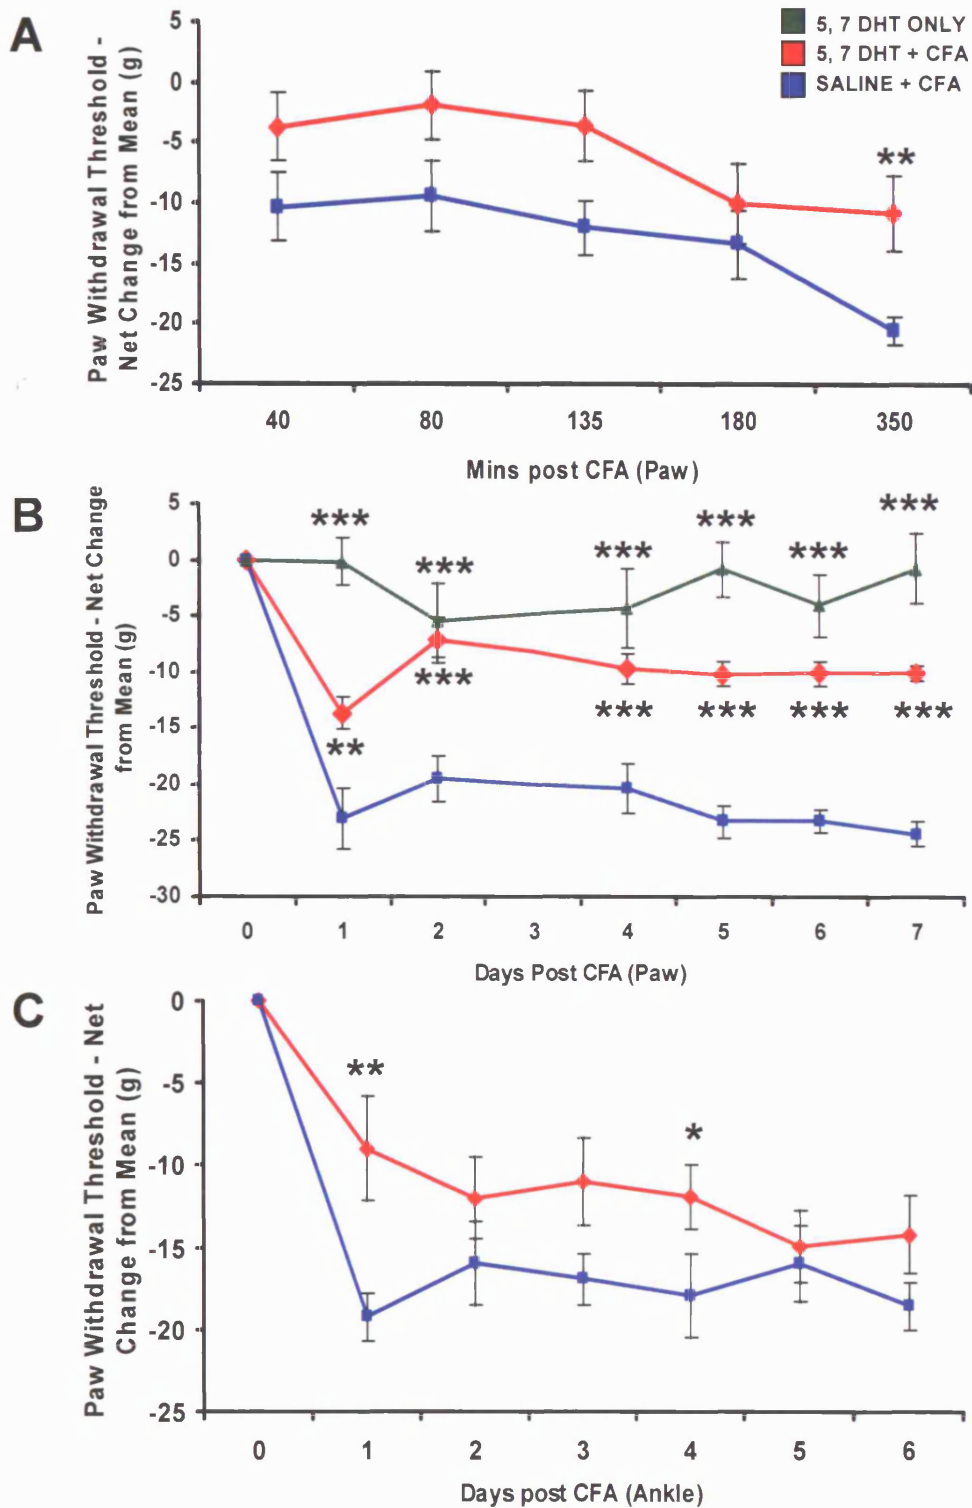 A
5, 7 DHT ONLY
5, 7 DHT + CFA
SALINE + CFA
Paw Withdrawal Threshold -
Net Change from Mean (g)
5
0
-5
-10
-15
-20
-25
**
40 80 135 180 350
Mins post CFA (Paw)
B
Paw Withdrawal Threshold - Net Change
from Mean (g)
5
0
-5
-10
-15
-20
-25
-30
*** *** *** *** *** ***
** *** *** *** *** ***
0 1 2 3 4 5 6 7
Days Post CFA (Paw)
C
Paw Withdrawal Threshold - Net
Change from Mean (g)
0
-5
-10
-15
-20
-25
** *
0 1 2 3 4 5 6
Days post CFA (Ankle)